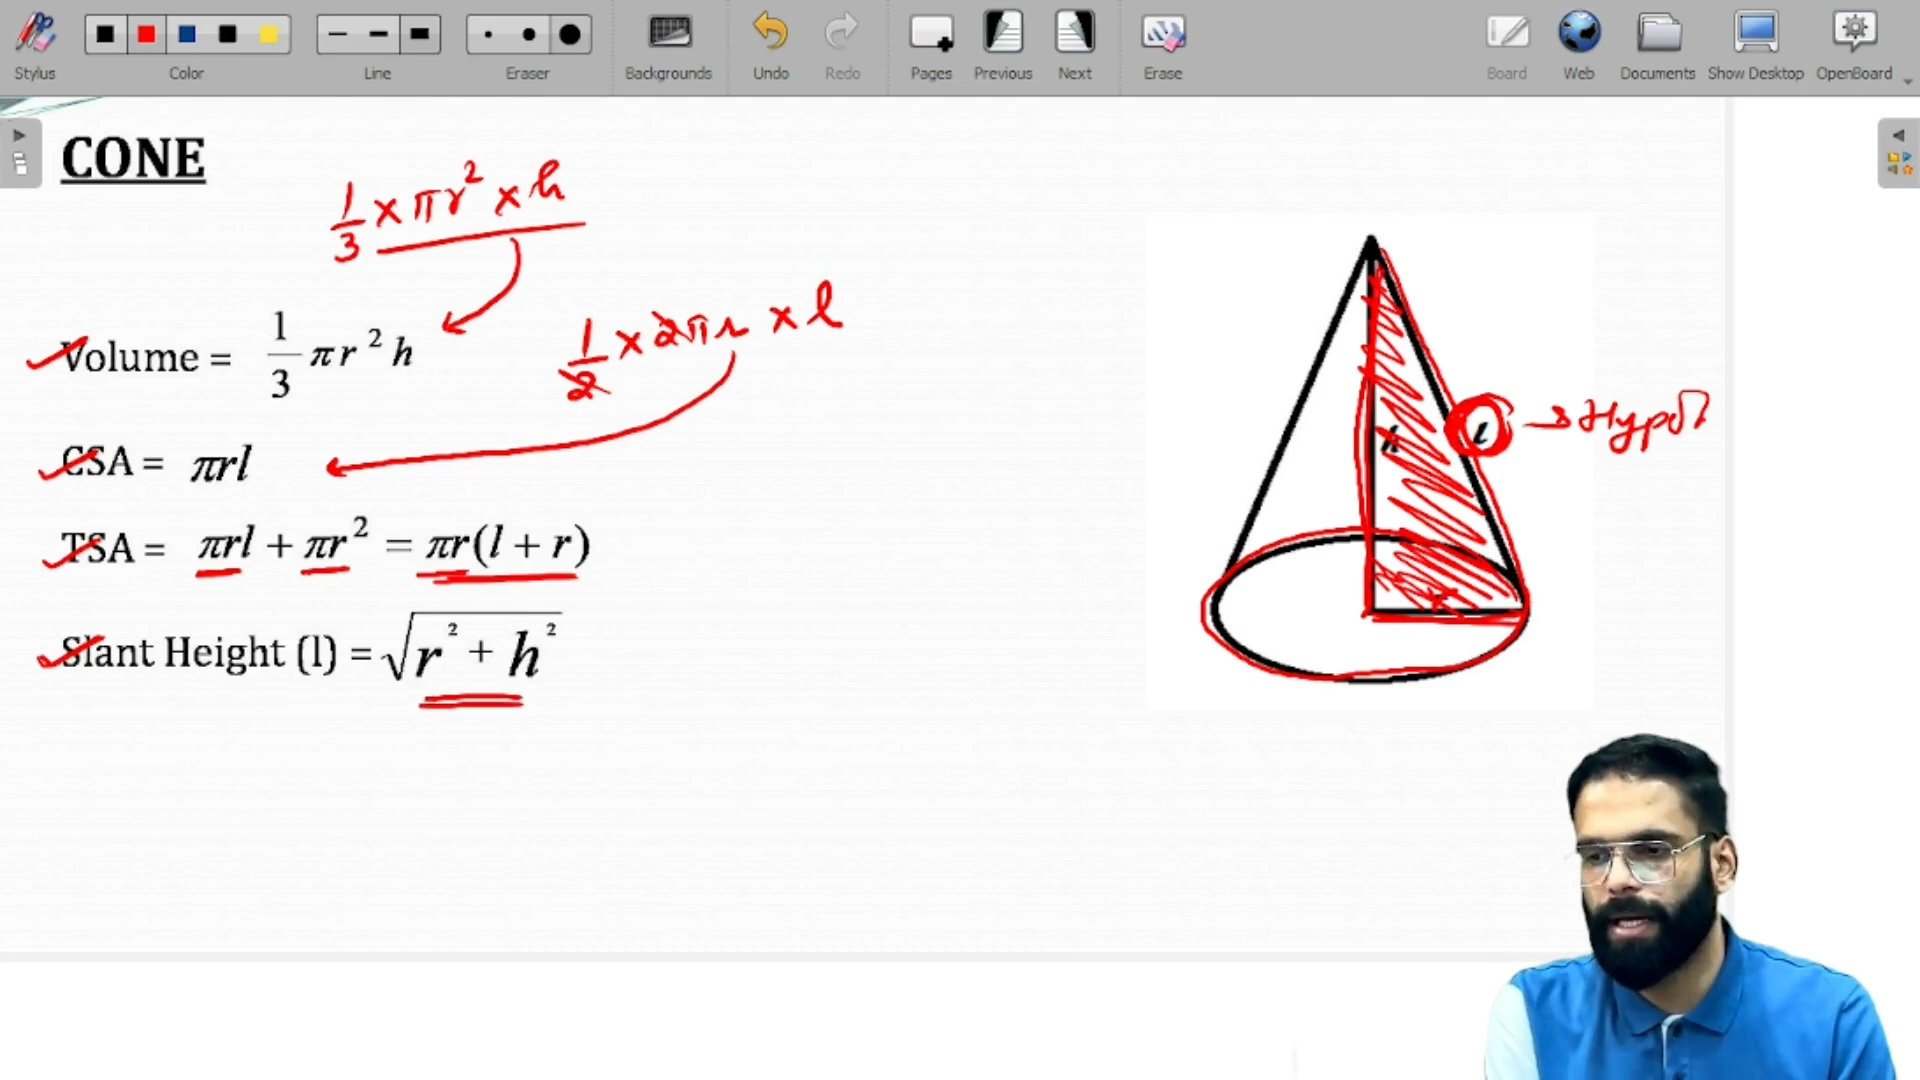 Stylus
Color
Line
Eraser
Backgrounds
Undo
Redo
Pages
Previous
Next
Erase
Board
Web
Documents
Show Desktop
OpenBoard
CONE
1/3 × πr² × h
Volume = 1/3 πr²h
1/2 × 2πr × l
CSA = πrl
TSA = πrl + πr² = πr(l + r)
Slant Height (l) = √(r² + h²)
h
l
r